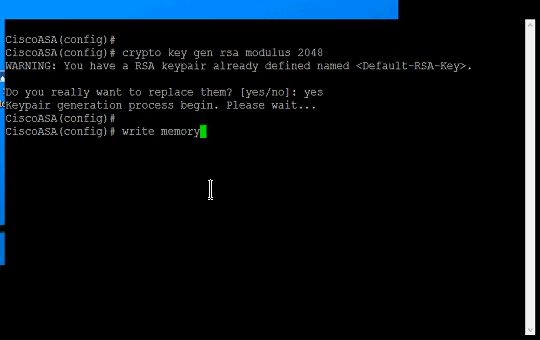 CiscoASA(config)#
CiscoASA(config)# crypto key gen rsa modulus 2048
WARNING: You have a RSA keypair already defined named <Default-RSA-Key>.
Do you really want to replace them? [yes/no]: yes
Keypair generation process begin. Please wait...
CiscoASA(config)#
CiscoASA(config)# write memory